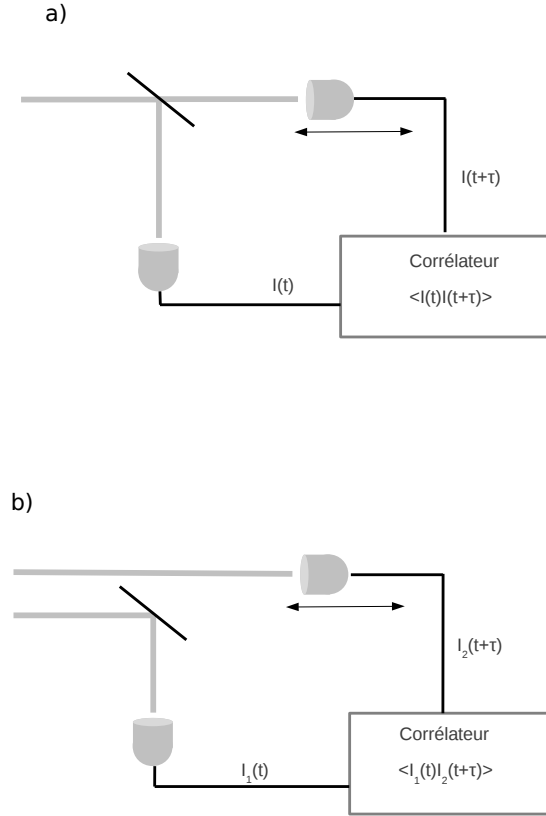 a)
I(t+τ)
Corrélateur
I(t)
<I(t)I(t+τ)>
b)
I₂(t+τ)
Corrélateur
I₁(t)
<I₁(t)I₂(t+τ)>